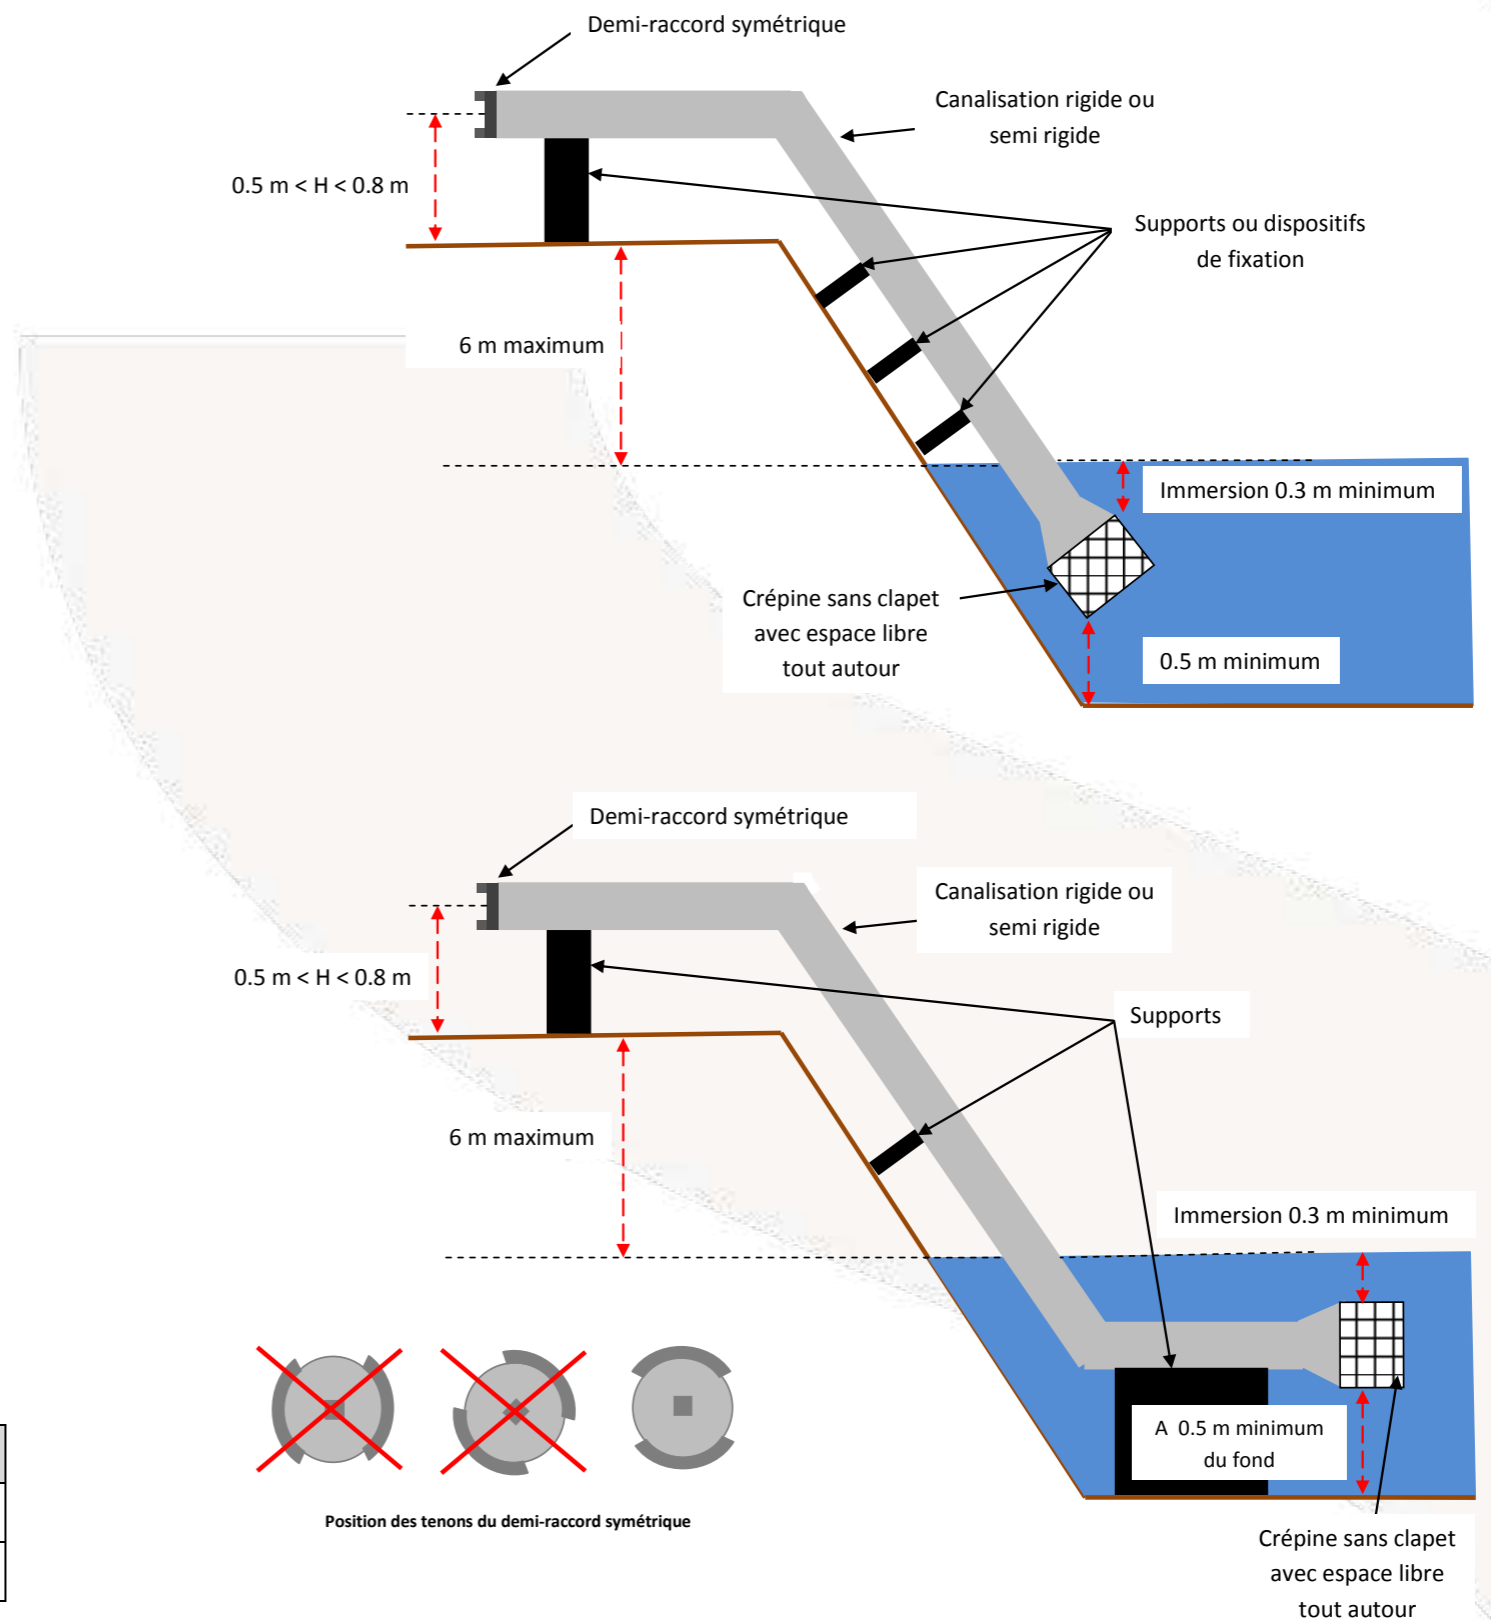 Demi-raccord symétrique
Canalisation rigide ou
semi rigide
0.5 m < H < 0.8 m
Supports ou dispositifs
de fixation
6 m maximum
Immersion 0.3 m minimum
Crépine sans clapet
avec espace libre
tout autour
0.5 m minimum
Demi-raccord symétrique
Canalisation rigide ou
semi rigide
0.5 m < H < 0.8 m
Supports
6 m maximum
Immersion 0.3 m minimum
A 0.5 m minimum
du fond
Position des tenons du demi-raccord symétrique
Crépine sans clapet
avec espace libre
tout autour